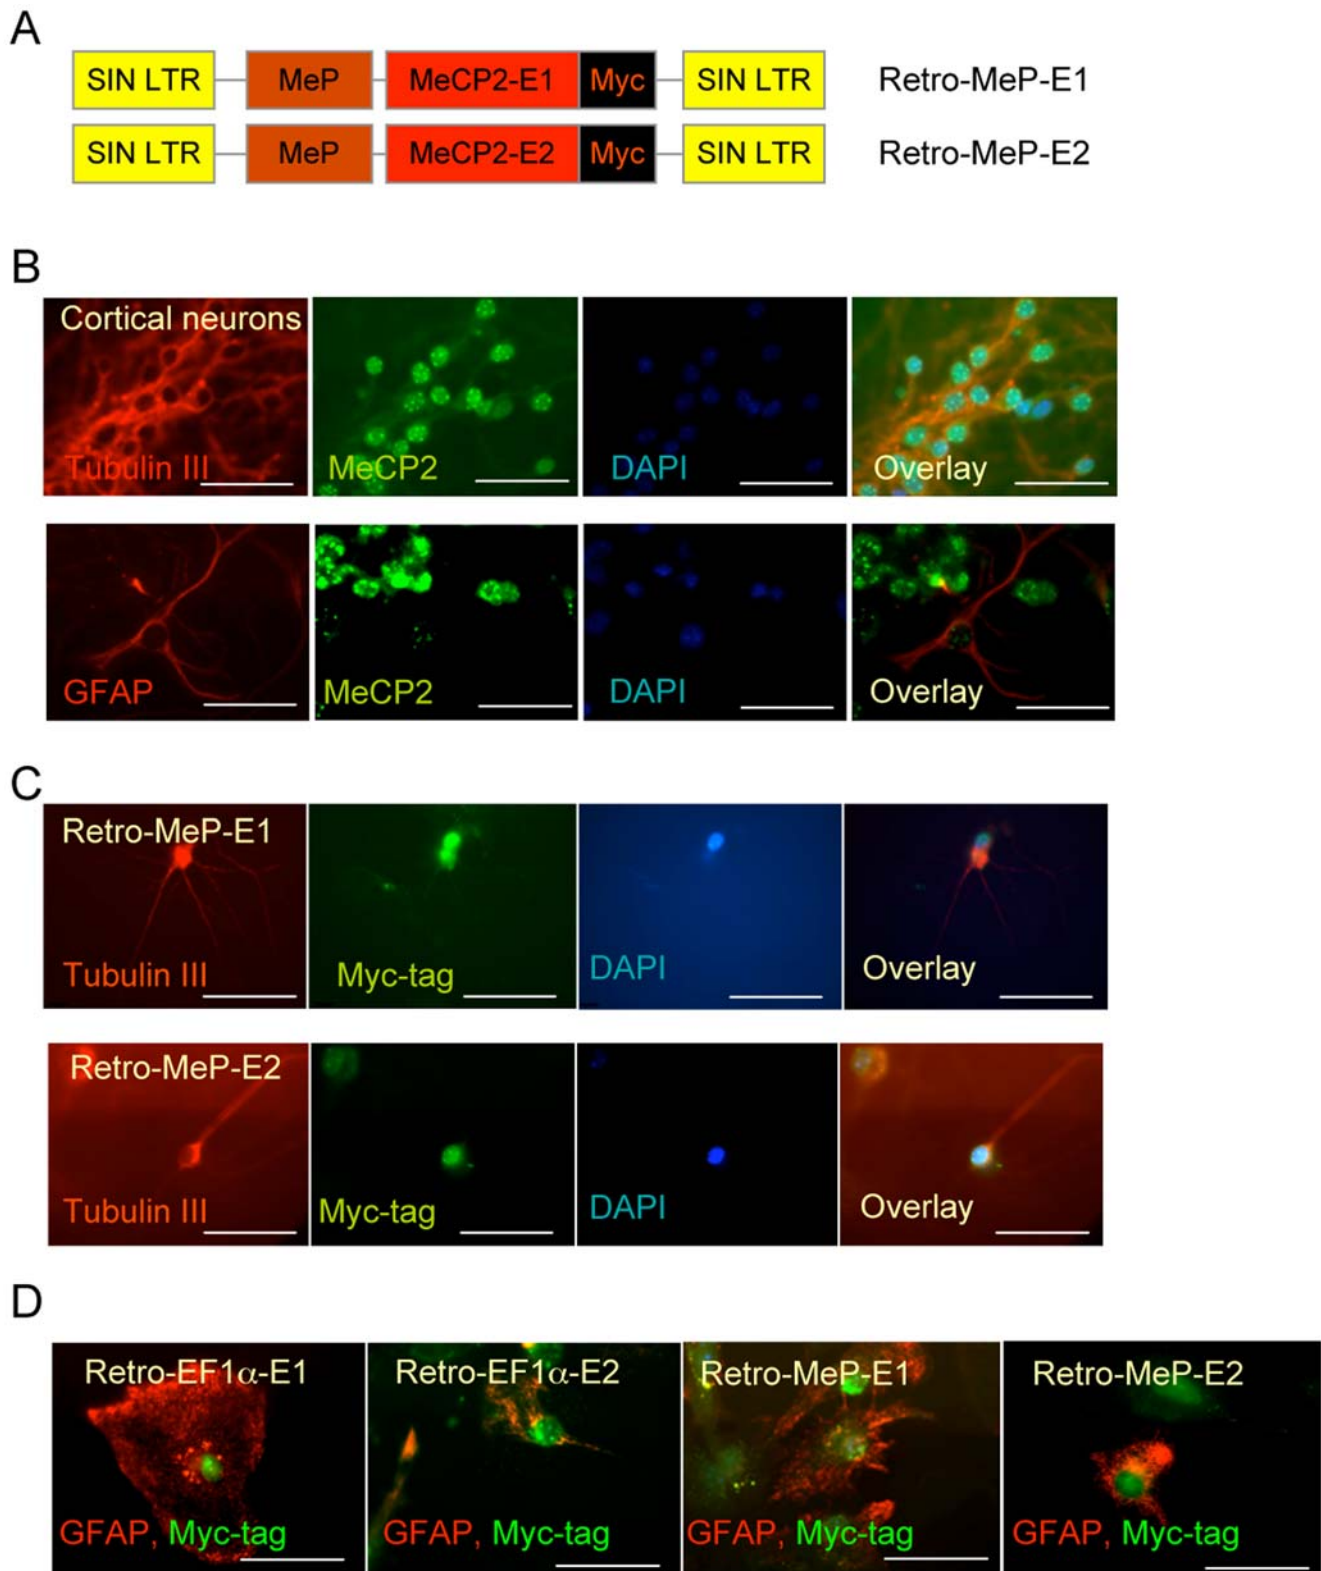 A
SIN LTR MeP MeCP2-E1 Myc SIN LTR Retro-MeP-E1
SIN LTR MeP MeCP2-E2 Myc SIN LTR Retro-MeP-E2
B
Cortical neurons
Tubulin III MeCP2 DAPI Overlay
GFAP MeCP2 DAPI Overlay
C
Retro-MeP-E1
Tubulin III Myc-tag DAPI Overlay
Retro-MeP-E2
Tubulin III Myc-tag DAPI Overlay
D
Retro-EF1α-E1 Retro-EF1α-E2 Retro-MeP-E1 Retro-MeP-E2
GFAP, Myc-tag GFAP, Myc-tag GFAP, Myc-tag GFAP, Myc-tag